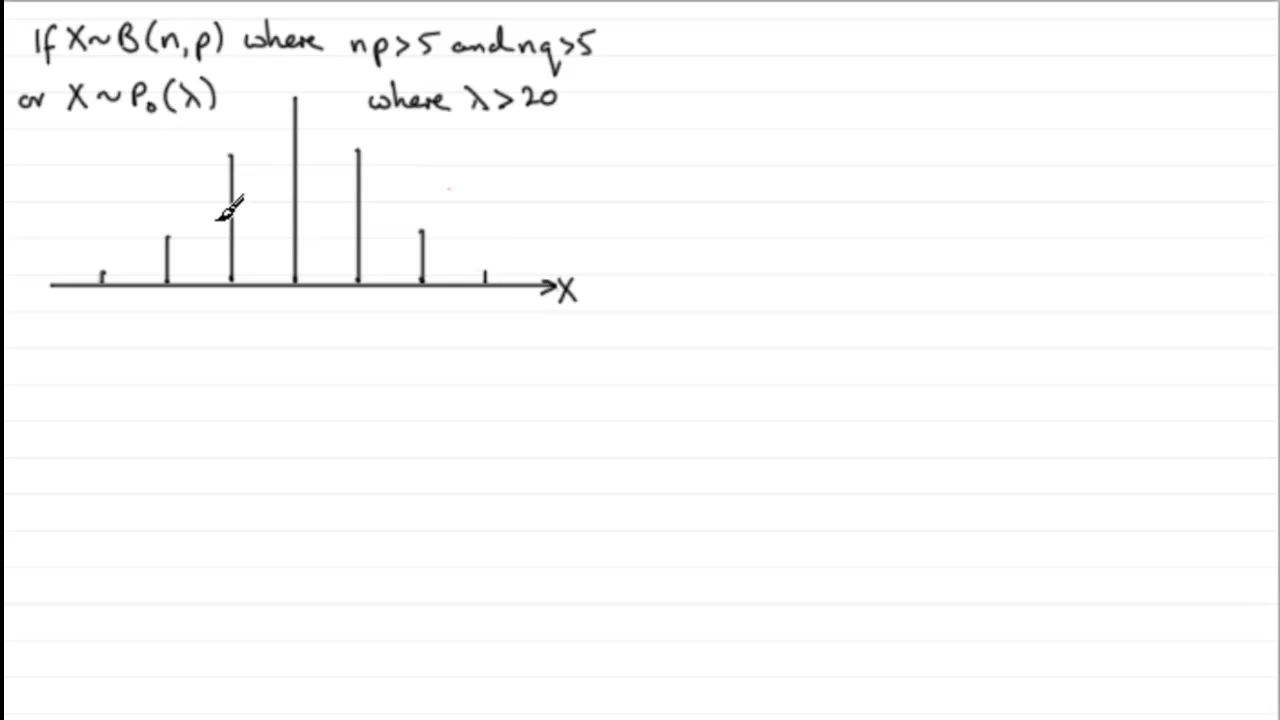 If X~B(n,p) where np>5 and nq>5
or X~Po(λ) where λ>20
X